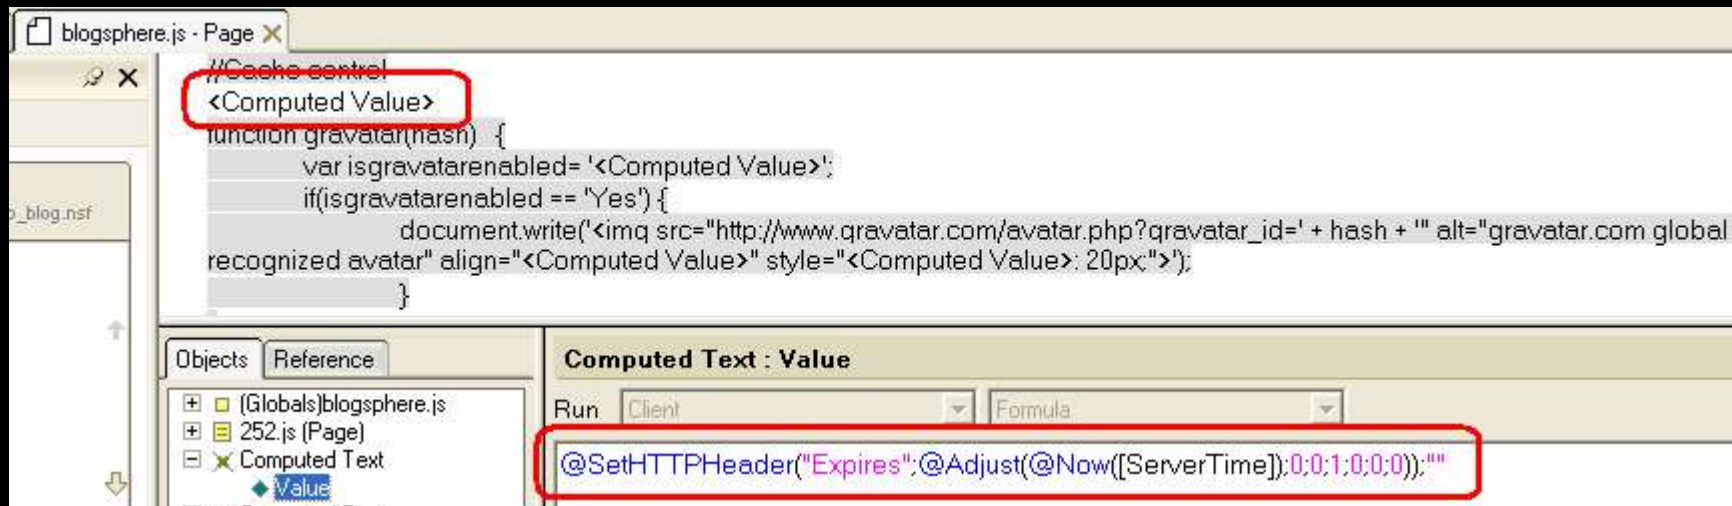 blogsphere.js - Page
//Cache control
<Computed Value>
function gravatar(hash) {
var isgravatarenabled= '<Computed Value>';
if(isgravatarenabled == 'Yes') {
document.write('<img src="http://www.gravatar.com/avatar.php?gravatar_id=' + hash + '" alt="gravatar.com global
recognized avatar" align="<Computed Value>" style="<Computed Value>: 20px;">');
}
_blog.nsf
Objects Reference
(Globals)blogsphere.js
252.js (Page)
Computed Text
Value
Computed Text : Value
Run Client Formula
@SetHTTPHeader("Expires";@Adjust(@Now([ServerTime]);0;0;1;0;0;0));""